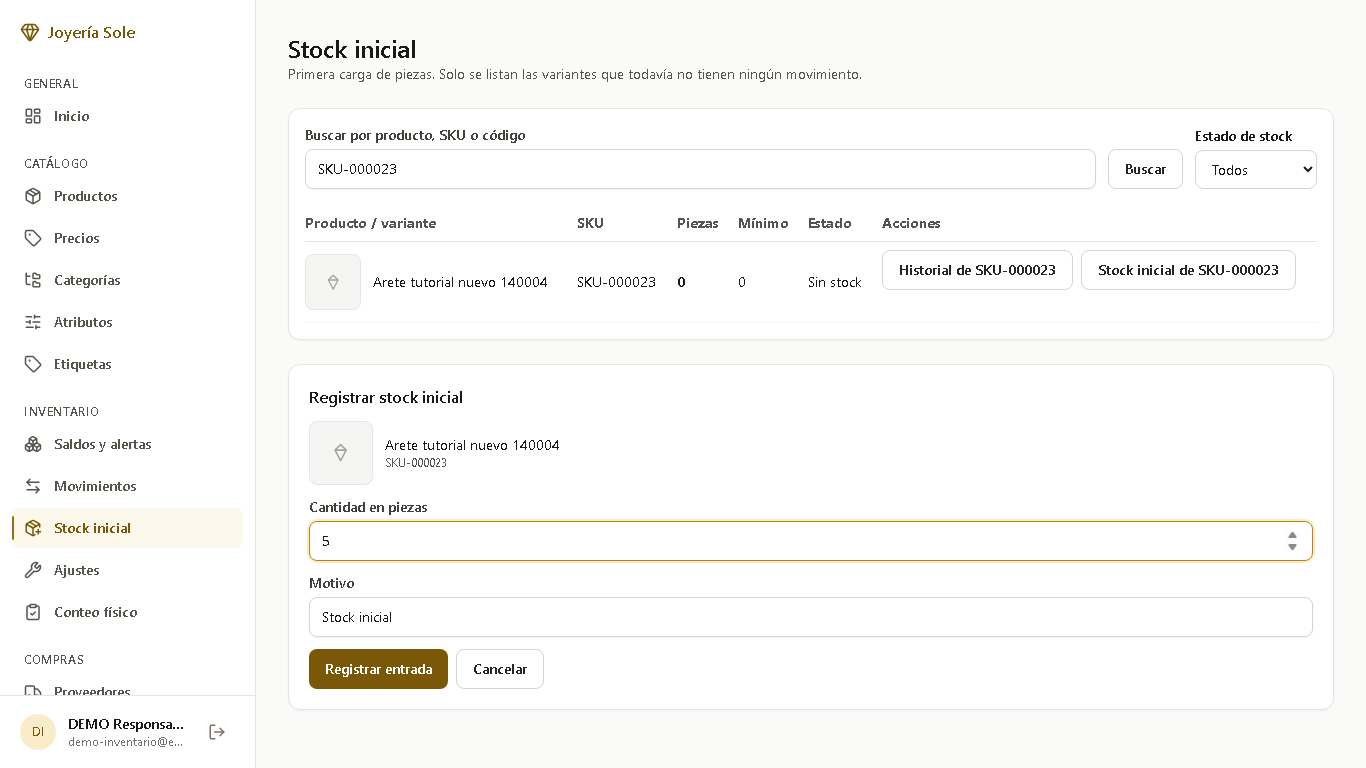 Joyería Sole
GENERAL
Inicio
CATÁLOGO
Productos
Precios
Categorías
Atributos
Etiquetas
INVENTARIO
Saldos y alertas
Movimientos
Stock inicial
Ajustes
Conteo físico
COMPRAS
Proveedores
DI
DEMO Responsa...
demo-inventario@e...
Stock inicial
Primera carga de piezas. Solo se listan las variantes que todavía no tienen ningún movimiento.
Buscar por producto, SKU o código
Estado de stock
SKU-000023
Buscar
Todos
Producto / variante SKU Piezas Mínimo Estado Acciones
Arete tutorial nuevo 140004 SKU-000023 0 0 Sin stock Historial de SKU-000023 Stock inicial de SKU-000023
Registrar stock inicial
Arete tutorial nuevo 140004
SKU-000023
Cantidad en piezas
5
Motivo
Stock inicial
Registrar entrada Cancelar